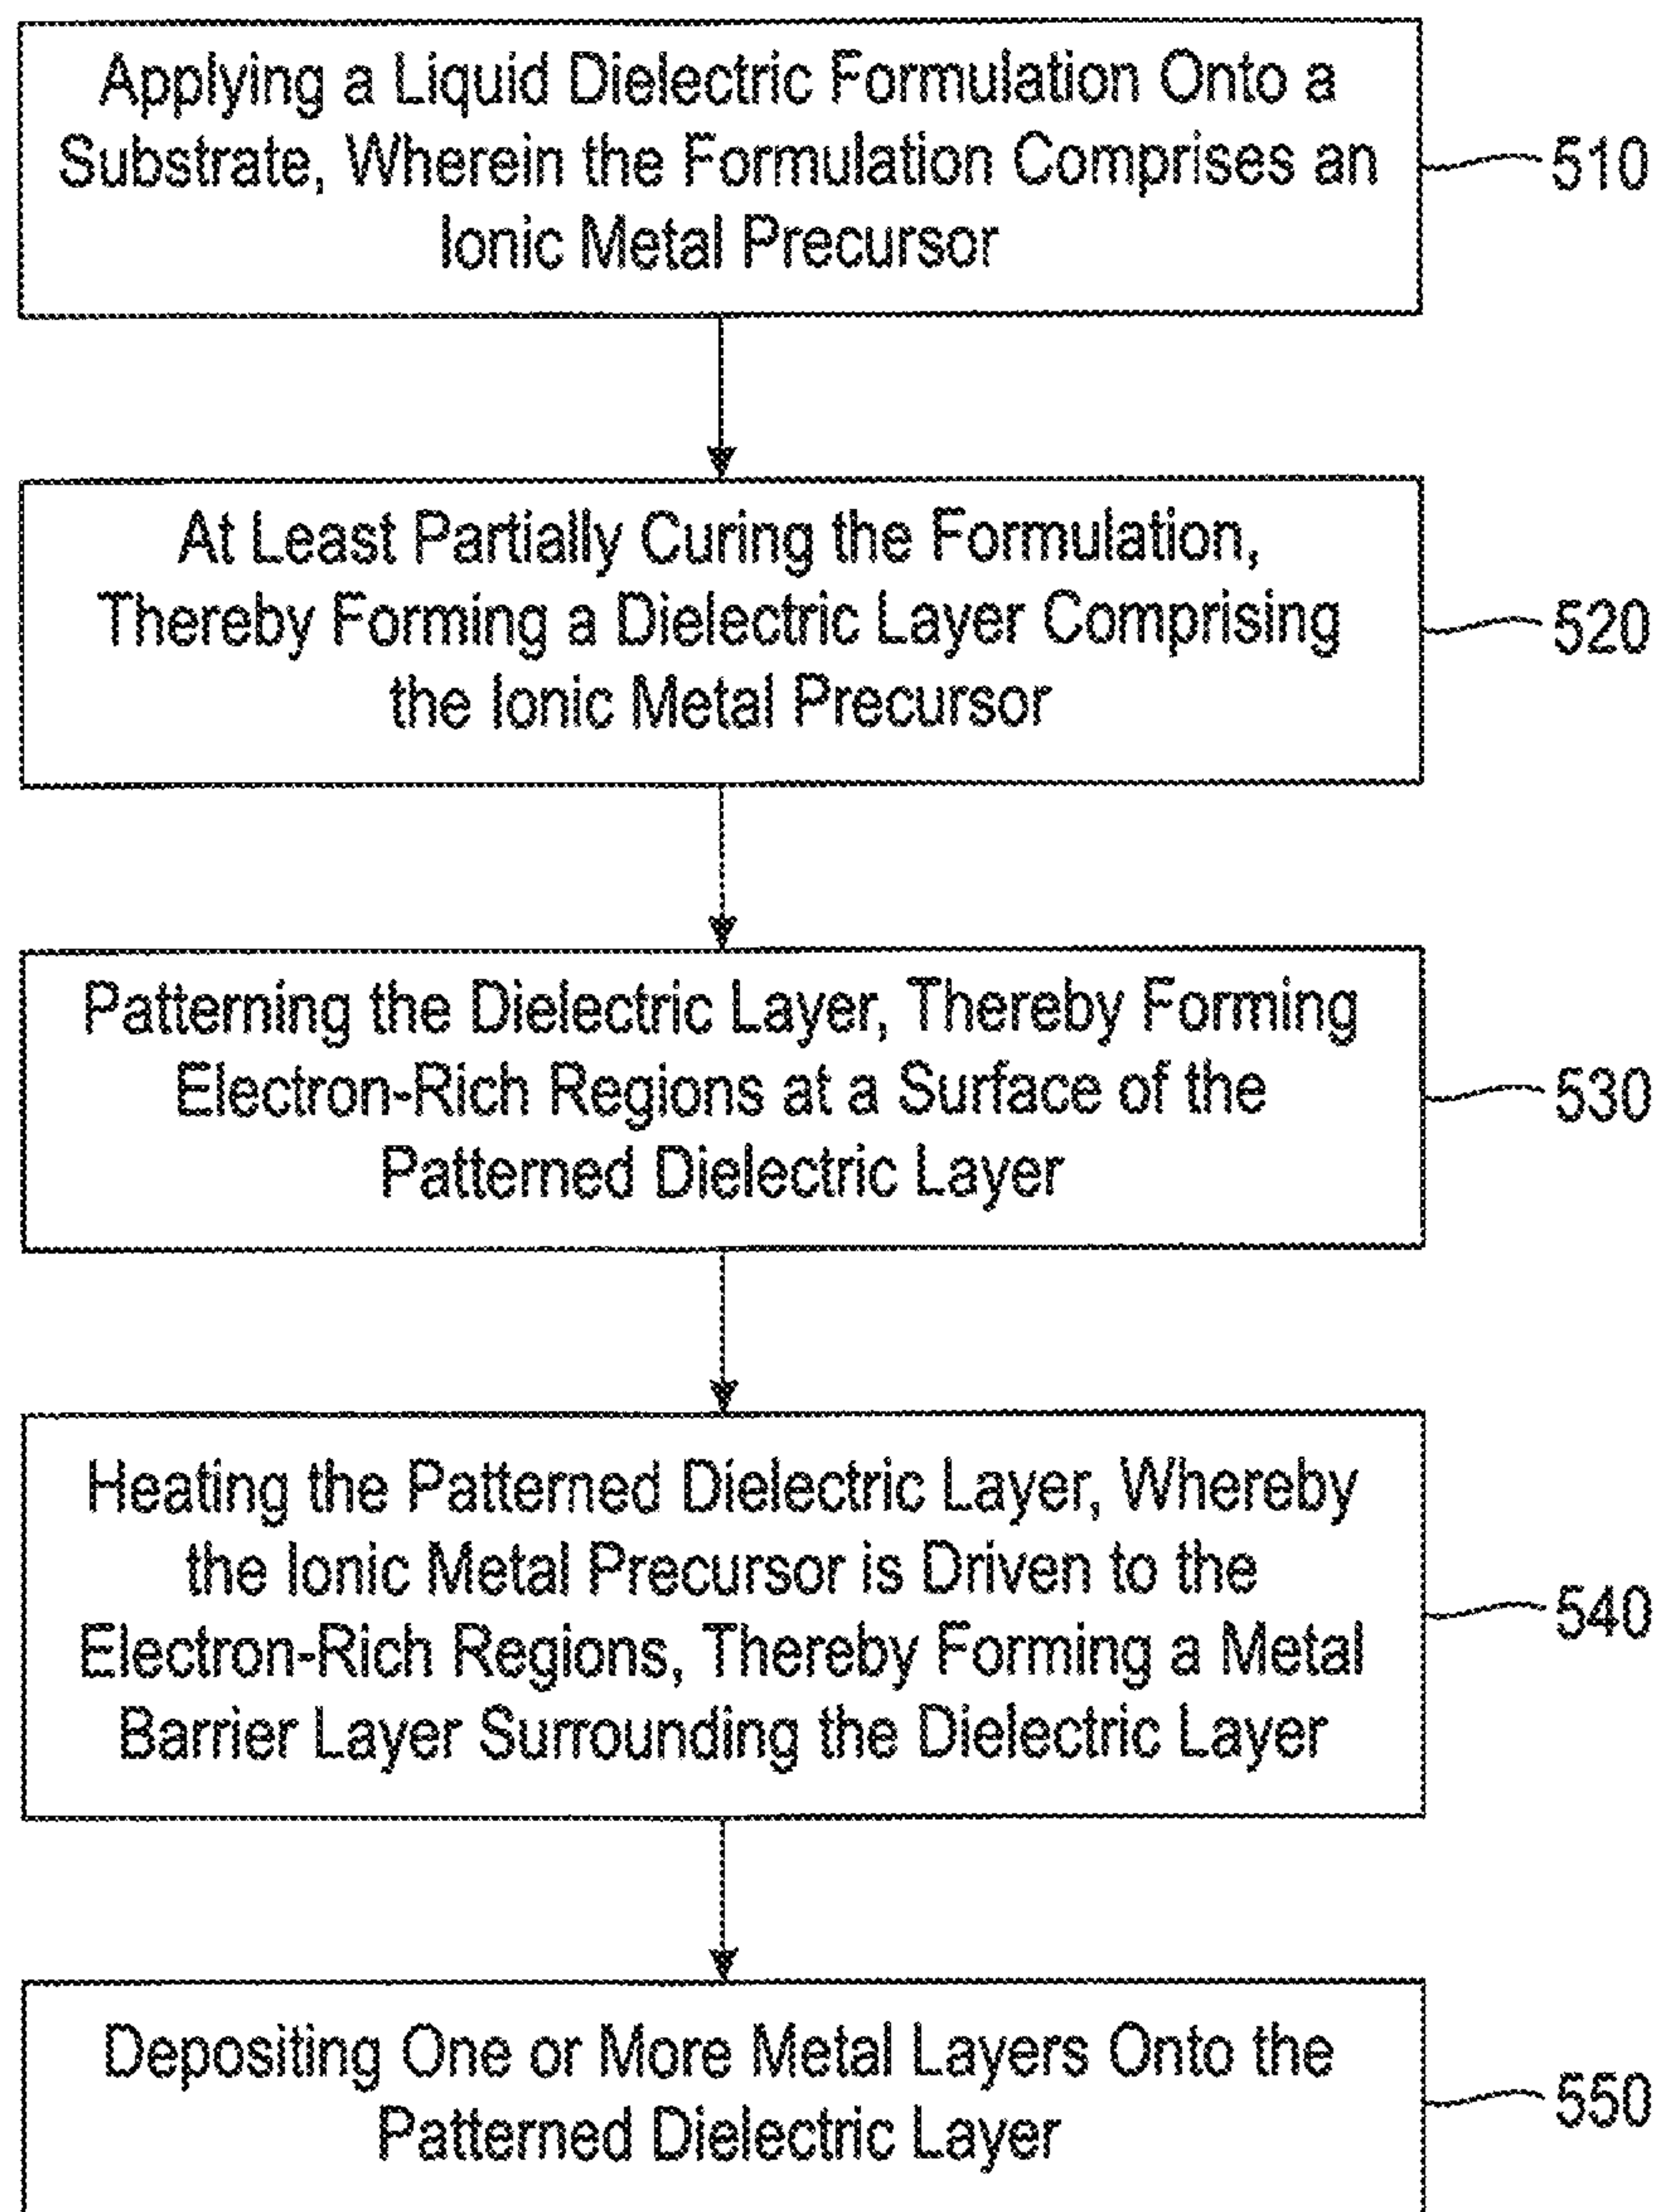 Applying a Liquid Dielectric Formulation Onto a
Substrate, Wherein the Formulation Comprises an
Ionic Metal Precursor
510
At Least Partially Curing the Formulation,
Thereby Forming a Dielectric Layer Comprising
the Ionic Metal Precursor
520
Patterning the Dielectric Layer, Thereby Forming
Electron-Rich Regions at a Surface of the
Patterned Dielectric Layer
530
Heating the Patterned Dielectric Layer, Whereby
the Ionic Metal Precursor is Driven to the
Electron-Rich Regions, Thereby Forming a Metal
Barrier Layer Surrounding the Dielectric Layer
540
Depositing One or More Metal Layers Onto the
Patterned Dielectric Layer
550